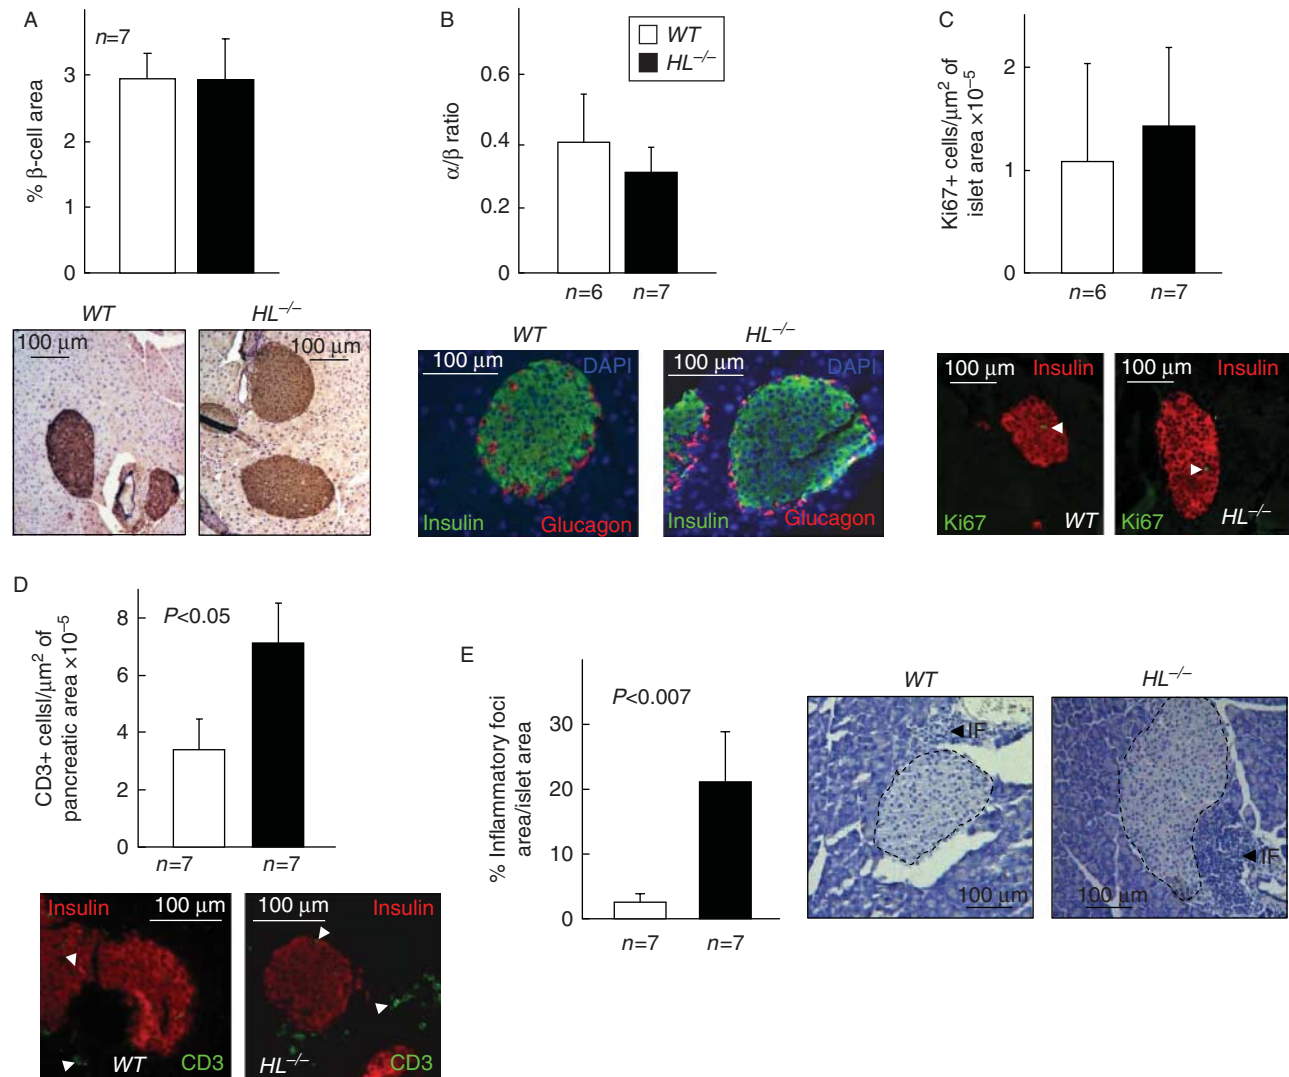 A
n=7
% β-cell area
3
2
1
0
WT
HL–/–
100 μm
100 μm
B
WT
HL–/–
α/β ratio
0.6
0.4
0.2
0
n=6
n=7
WT
HL–/–
100 μm
DAPI
Insulin
Glucagon
100 μm
DAPI
Insulin
Glucagon
C
Ki67+ cells/μm² of
islet area ×10–5
2
1
0
n=6
n=7
100 μm
Insulin
Ki67
WT
100 μm
Insulin
Ki67
HL–/–
D
P<0.05
CD3+ cellsl/μm² of
pancreatic area ×10–5
8
6
4
2
0
n=7
n=7
Insulin
100 μm
WT
CD3
100 μm
Insulin
HL–/–
CD3
E
P<0.007
% Inflammatory foci
area/islet area
30
20
10
0
n=7
n=7
WT
IF
100 μm
HL–/–
IF
100 μm